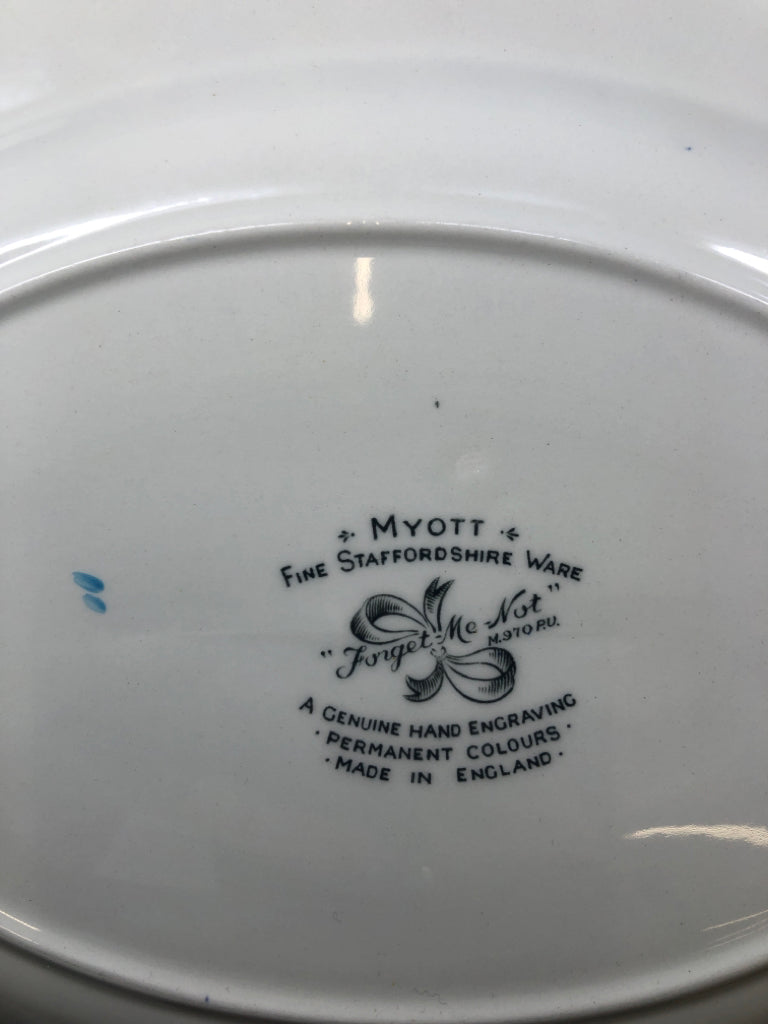 MYOTT
FINE STAFFORDSHIRE WARE
"Forget-Me-Not"
M.970 P.U.
A GENUINE HAND ENGRAVING
· PERMANENT COLOURS ·
· MADE IN ENGLAND ·